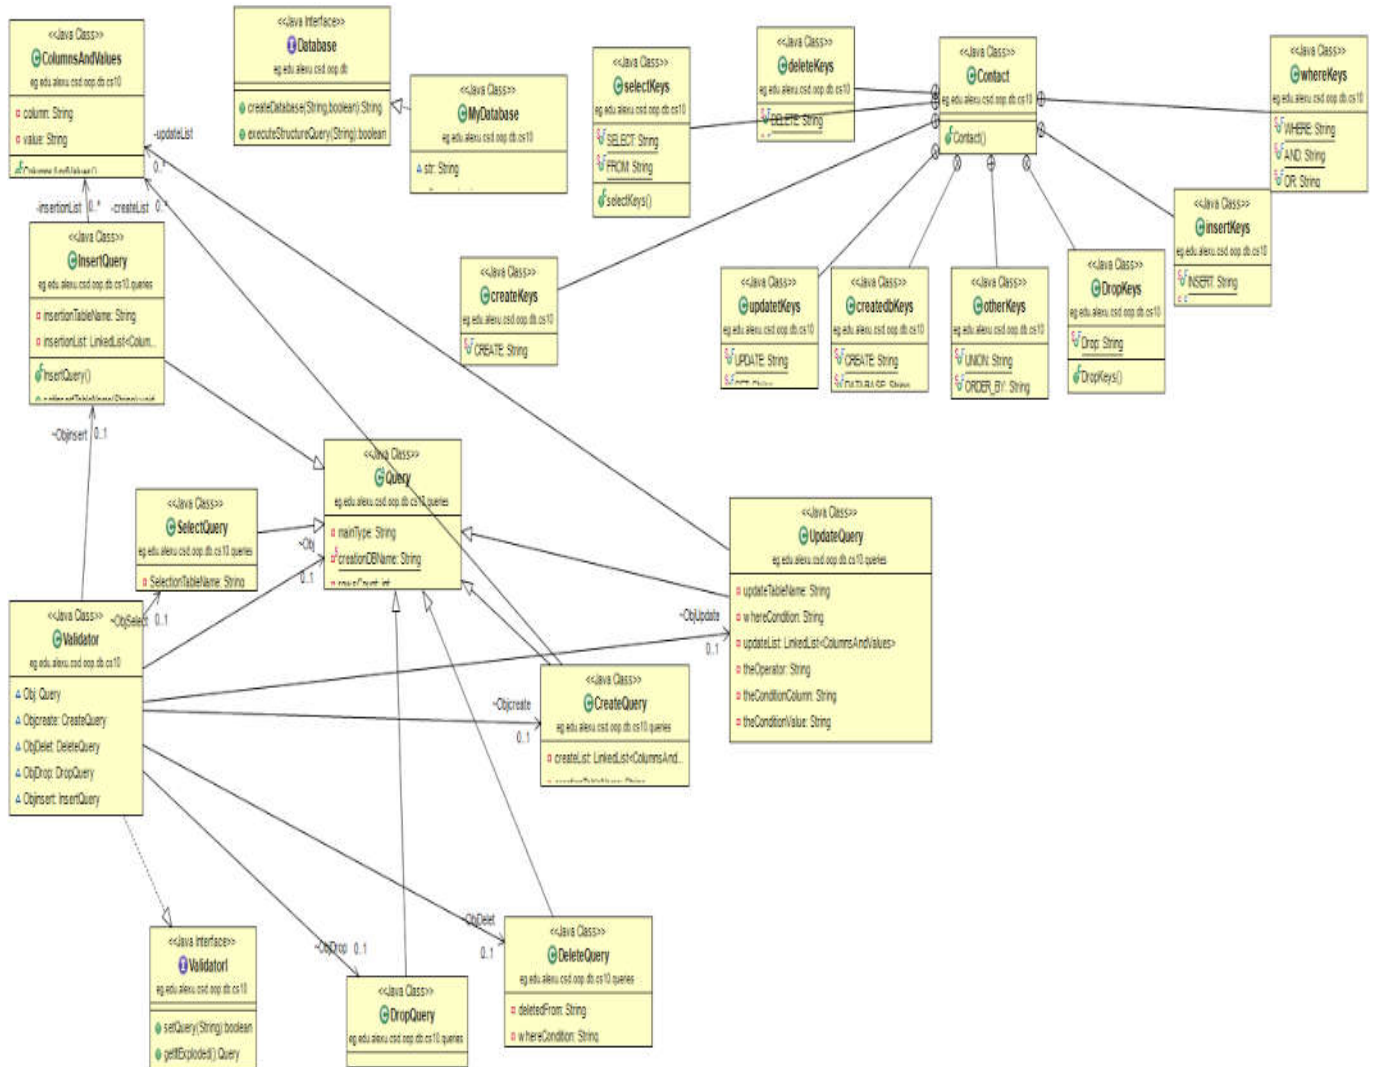 <<Java Class>>
ColumnsAndValues
eg.edu.alexu.csd.oop.db.cs10
column: String
value: String
<<Java Interface>>
Database
eg.edu.alexu.csd.oop.db
createDatabase(String,boolean):String
executeStructureQuery(String):boolean
<<Java Class>>
MyDatabase
eg.edu.alexu.csd.oop.db.cs10
str: String
<<Java Class>>
selectKeys
eg.edu.alexu.csd.oop.db.cs10
SELECT: String
FROM: String
selectKeys()
<<Java Class>>
deleteKeys
eg.edu.alexu.csd.oop.db.cs10
DELETE: String
<<Java Class>>
Contact
eg.edu.alexu.csd.oop.db.cs10
Contact()
<<Java Class>>
whereKeys
eg.edu.alexu.csd.oop.db.cs10
WHERE: String
AND: String
OR: String
-updateList
0..*
-insertionList 0..*
-createList 0..*
<<Java Class>>
InsertQuery
eg.edu.alexu.csd.oop.db.cs10.queries
insertionTableName: String
insertionList: LinkedList<Colum...
InsertQuery()
<<Java Class>>
createKeys
eg.edu.alexu.csd.oop.db.cs10
CREATE: String
<<Java Class>>
updatetKeys
eg.edu.alexu.csd.oop.db.cs10
UPDATE: String
<<Java Class>>
createdbKeys
eg.edu.alexu.csd.oop.db.cs10
CREATE: String
DATABASE: String
<<Java Class>>
otherKeys
eg.edu.alexu.csd.oop.db.cs10
UNION: String
ORDER_BY: String
<<Java Class>>
DropKeys
eg.edu.alexu.csd.oop.db.cs10
Drop: String
DropKeys()
<<Java Class>>
insertKeys
eg.edu.alexu.csd.oop.db.cs10
INSERT: String
~ObjInsert 0..1
<<Java Class>>
Query
eg.edu.alexu.csd.oop.db.cs10.queries
mainType: String
creationDBName: String
rowsCount: int
<<Java Class>>
SelectQuery
eg.edu.alexu.csd.oop.db.cs10.queries
SelectionTableName: String
~Obj
0..1
~ObjSelect 0..1
<<Java Class>>
UpdateQuery
eg.edu.alexu.csd.oop.db.cs10.queries
updateTableName: String
whereCondition: String
updateList: LinkedList<ColumnsAndValues>
theOperator: String
theConditionColumn: String
theConditionValue: String
~ObjUpdate
0..1
<<Java Class>>
Validator
eg.edu.alexu.csd.oop.db.cs10
Obj: Query
Objcreate: CreateQuery
ObjDelet: DeleteQuery
ObjDrop: DropQuery
ObjInsert: InsertQuery
~Objcreate
0..1
<<Java Class>>
CreateQuery
eg.edu.alexu.csd.oop.db.cs10.queries
createList: LinkedList<ColumnsAnd...
~ObjDrop 0..1
~ObjDelet
0..1
<<Java Interface>>
ValidatorI
eg.edu.alexu.csd.oop.db.cs10
setQuery(String):boolean
getItExploded():Query
<<Java Class>>
DropQuery
eg.edu.alexu.csd.oop.db.cs10.queries
<<Java Class>>
DeleteQuery
eg.edu.alexu.csd.oop.db.cs10.queries
deletedFrom: String
whereCondition: String